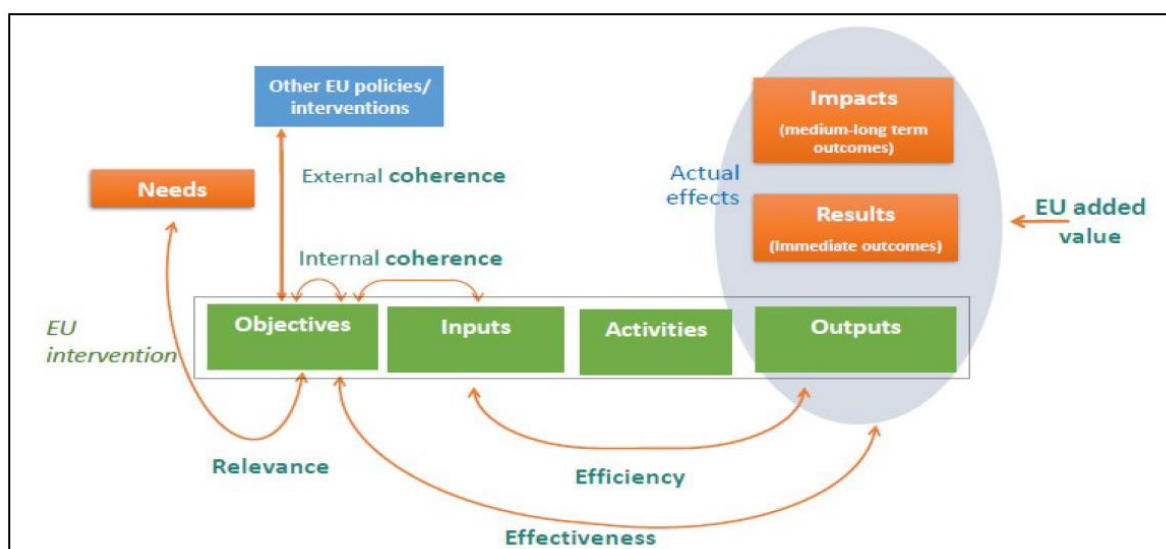 Other EU policies/
interventions
Impacts
(medium-long term
outcomes)
Actual
effects
External coherence
Needs
Results
(Immediate outcomes)
EU added
value
Internal coherence
EU
intervention
Objectives
Inputs
Activities
Outputs
Relevance
Efficiency
Effectiveness